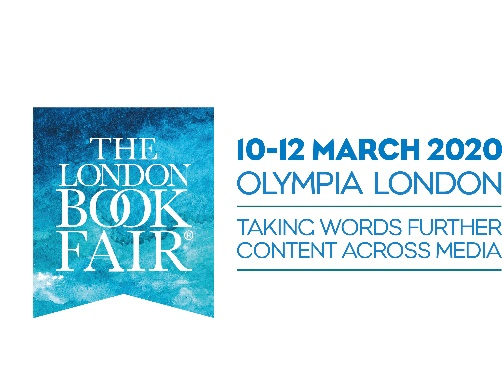 THE
LONDON
BOOK
FAIR®
10-12 MARCH 2020
OLYMPIA LONDON
TAKING WORDS FURTHER
CONTENT ACROSS MEDIA